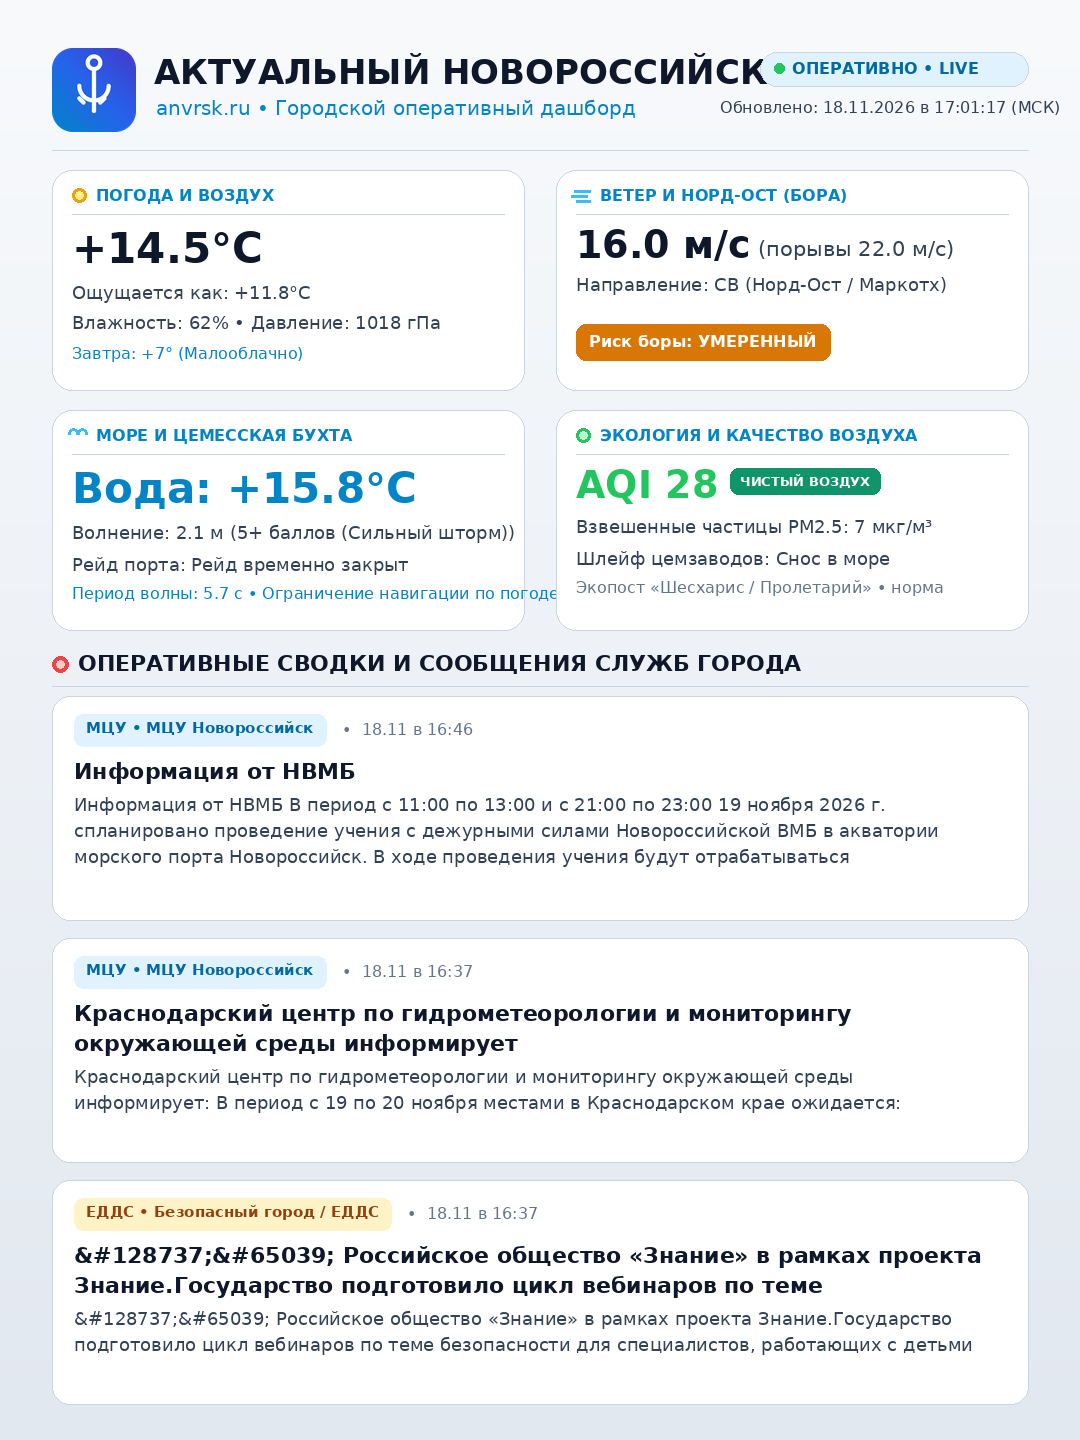 АКТУАЛЬНЫЙ НОВОРОССИЙСК
ОПЕРАТИВНО • LIVE
anvrsk.ru • Городской оперативный дашборд
Обновлено: 18.11.2026 в 17:01:17 (МСК)
ПОГОДА И ВОЗДУХ
+14.5°C
Ощущается как: +11.8°C
Влажность: 62% • Давление: 1018 гПа
Завтра: +7° (Малооблачно)
ВЕТЕР И НОРД-ОСТ (БОРА)
16.0 м/с (порывы 22.0 м/с)
Направление: СВ (Норд-Ост / Маркотх)
Риск боры: УМЕРЕННЫЙ
МОРЕ И ЦЕМЕССКАЯ БУХТА
Вода: +15.8°C
Волнение: 2.1 м (5+ баллов (Сильный шторм))
Рейд порта: Рейд временно закрыт
Период волны: 5.7 с • Ограничение навигации по погоде
ЭКОЛОГИЯ И КАЧЕСТВО ВОЗДУХА
AQI 28 ЧИСТЫЙ ВОЗДУХ
Взвешенные частицы PM2.5: 7 мкг/м³
Шлейф цемзаводов: Снос в море
Экопост «Шесхарис / Пролетарий» • норма
ОПЕРАТИВНЫЕ СВОДКИ И СООБЩЕНИЯ СЛУЖБ ГОРОДА
МЦУ • МЦУ Новороссийск • 18.11 в 16:46
Информация от НВМБ
Информация от НВМБ В период с 11:00 по 13:00 и с 21:00 по 23:00 19 ноября 2026 г.
спланировано проведение учения с дежурными силами Новороссийской ВМБ в акватории
морского порта Новороссийск. В ходе проведения учения будут отрабатываться
МЦУ • МЦУ Новороссийск • 18.11 в 16:37
Краснодарский центр по гидрометеорологии и мониторингу
окружающей среды информирует
Краснодарский центр по гидрометеорологии и мониторингу окружающей среды
информирует: В период с 19 по 20 ноября местами в Краснодарском крае ожидается:
ЕДДС • Безопасный город / ЕДДС • 18.11 в 16:37
&#128737;&#65039; Российское общество «Знание» в рамках проекта
Знание.Государство подготовило цикл вебинаров по теме
&#128737;&#65039; Российское общество «Знание» в рамках проекта Знание.Государство
подготовило цикл вебинаров по теме безопасности для специалистов, работающих с детьми